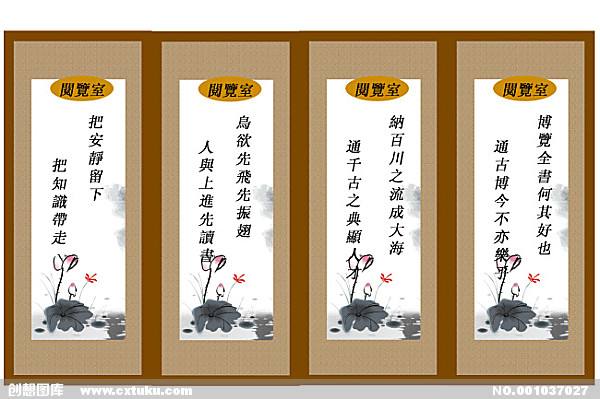 閱覽室
把安靜留下
把知識帶走
閱覽室
鳥欲先飛先振翅
人與上進先讀書
閱覽室
納百川之流成大海
通千古之典顯人才
閱覽室
博覽全書何其好也
通古博今不亦樂乎
创想图库 www.cxtuku.com
NO.001037027